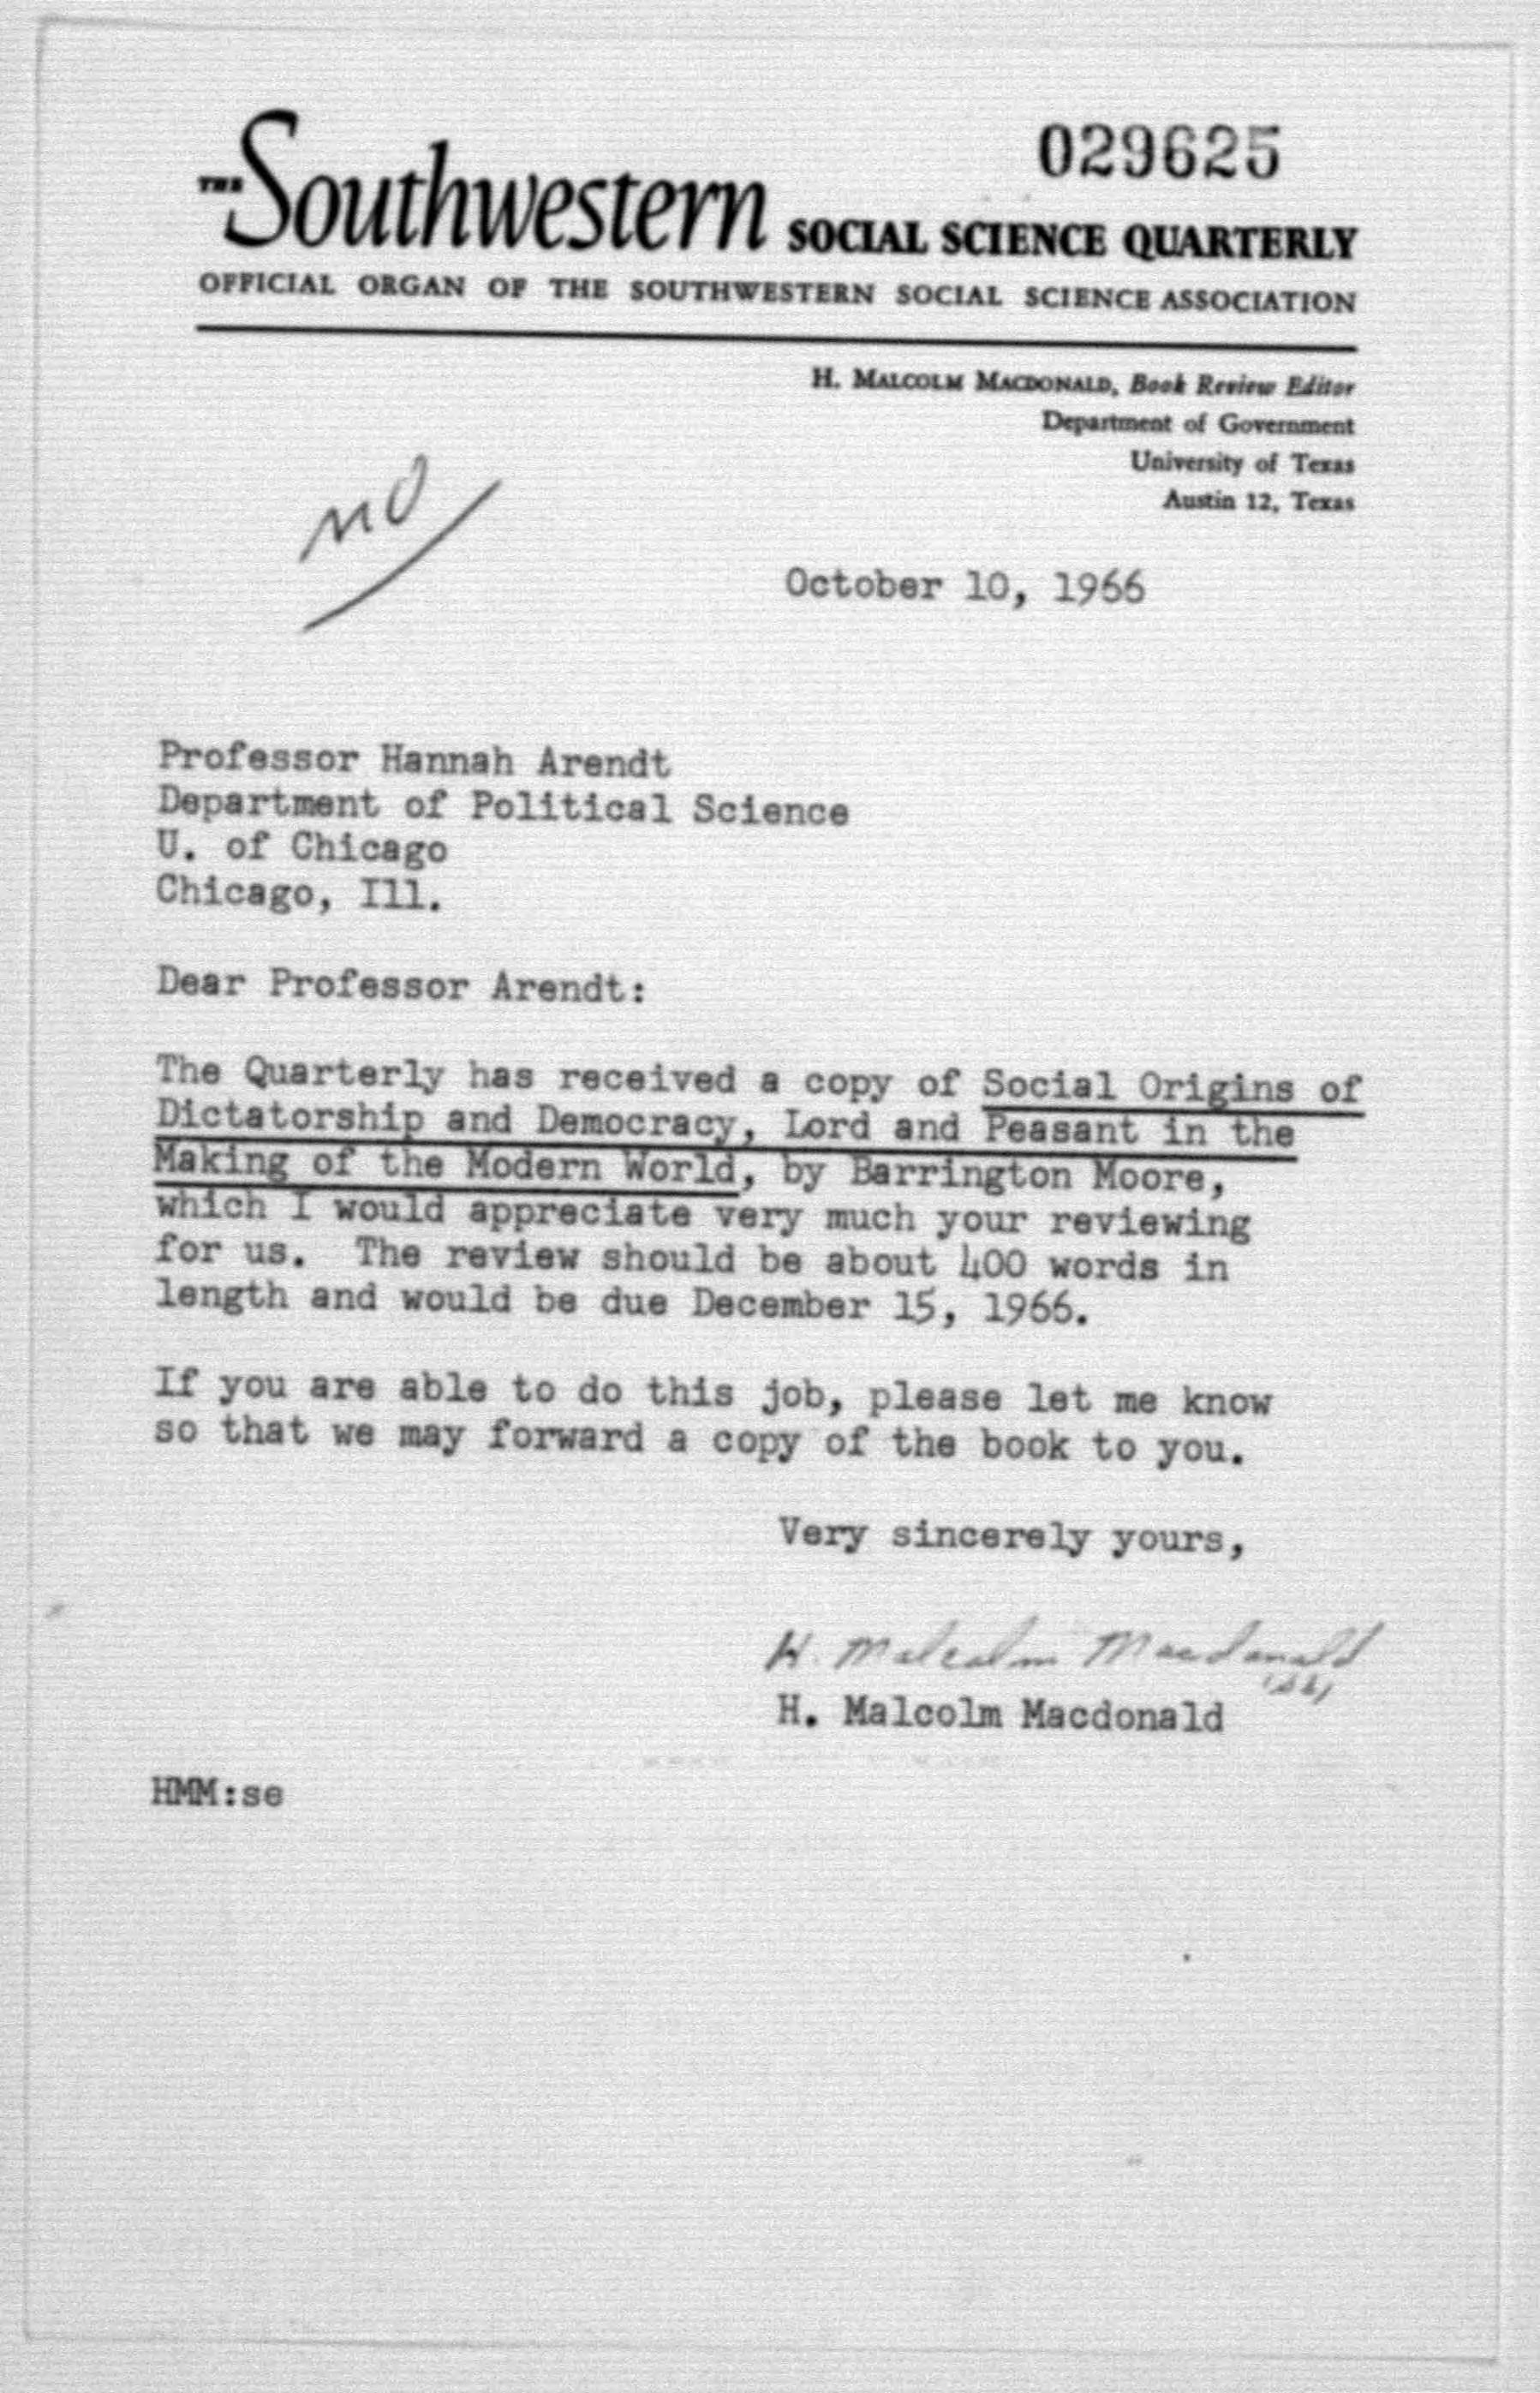 029625
THE Southwestern SOCIAL SCIENCE QUARTERLY
OFFICIAL ORGAN OF THE SOUTHWESTERN SOCIAL SCIENCE ASSOCIATION
H. MALCOLM MACDONALD, Book Review Editor
Department of Government
University of Texas
Austin 12, Texas
no
October 10, 1966
Professor Hannah Arendt
Department of Political Science
U. of Chicago
Chicago, Ill.
Dear Professor Arendt:
The Quarterly has received a copy of Social Origins of
Dictatorship and Democracy, Lord and Peasant in the
Making of the Modern World, by Barrington Moore,
which I would appreciate very much your reviewing
for us. The review should be about 400 words in
length and would be due December 15, 1966.
If you are able to do this job, please let me know
so that we may forward a copy of the book to you.
Very sincerely yours,
H. Malcolm Macdonald
H. Malcolm Macdonald
HMM:se